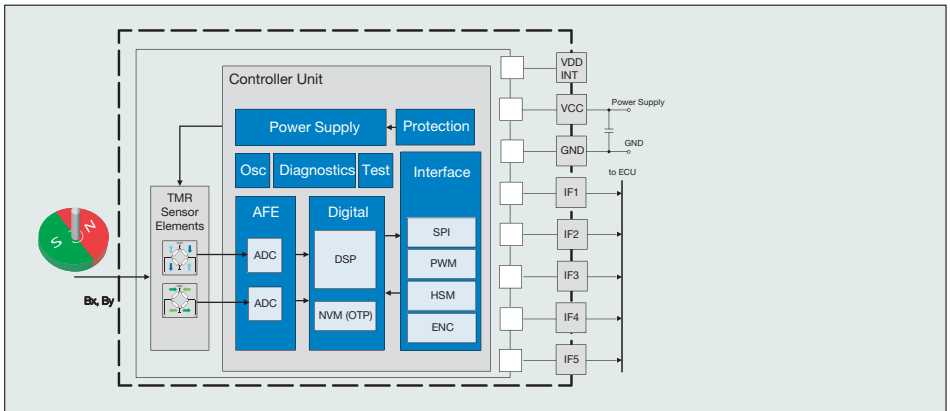 Controller Unit
Power Supply
Protection
Osc
Diagnostics
Test
Interface
TMR
Sensor
Elements
AFE
Digital
ADC
ADC
DSP
NVM (OTP)
SPI
PWM
HSM
ENC
S
N
Bx, By
VDD
INT
VCC
Power Supply
GND
GND
to ECU
IF1
IF2
IF3
IF4
IF5